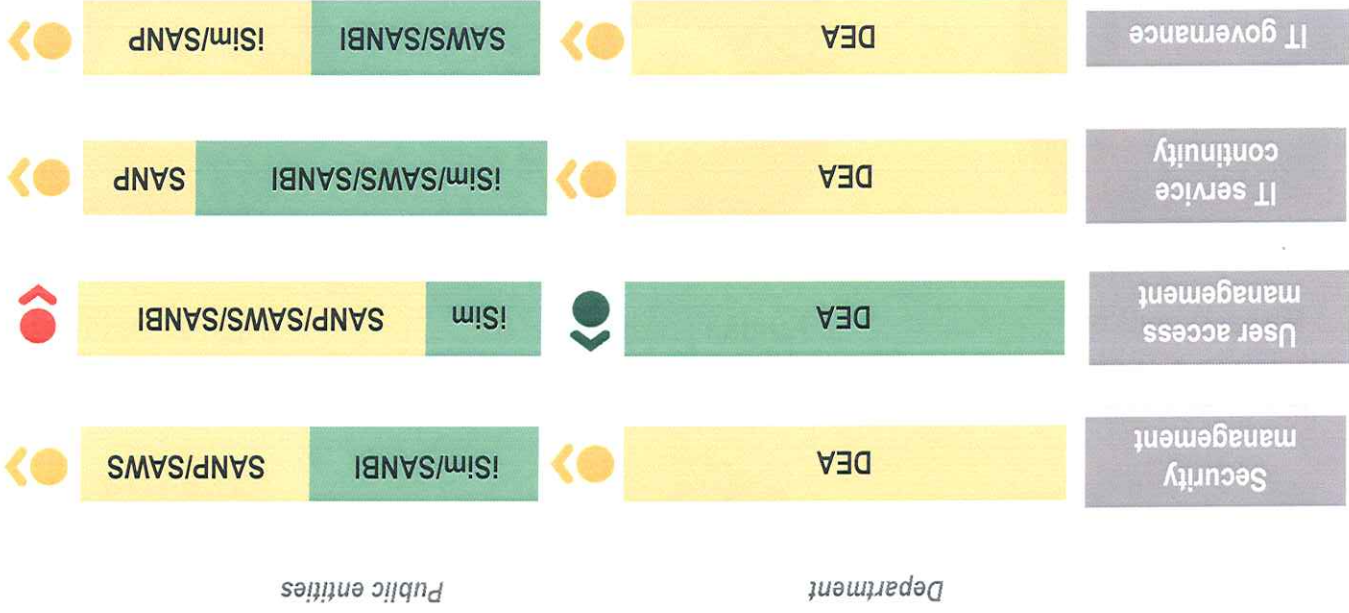 Department
Public entities
Security
management
DEA
iSim/SANBI
SANP/SAWS
User access
management
DEA
iSim
SANP/SAWS/SANBI
IT service
continuity
DEA
iSim/SAWS/SANBI
SANP
IT governance
DEA
SAWS/SANBI
iSim/SANP